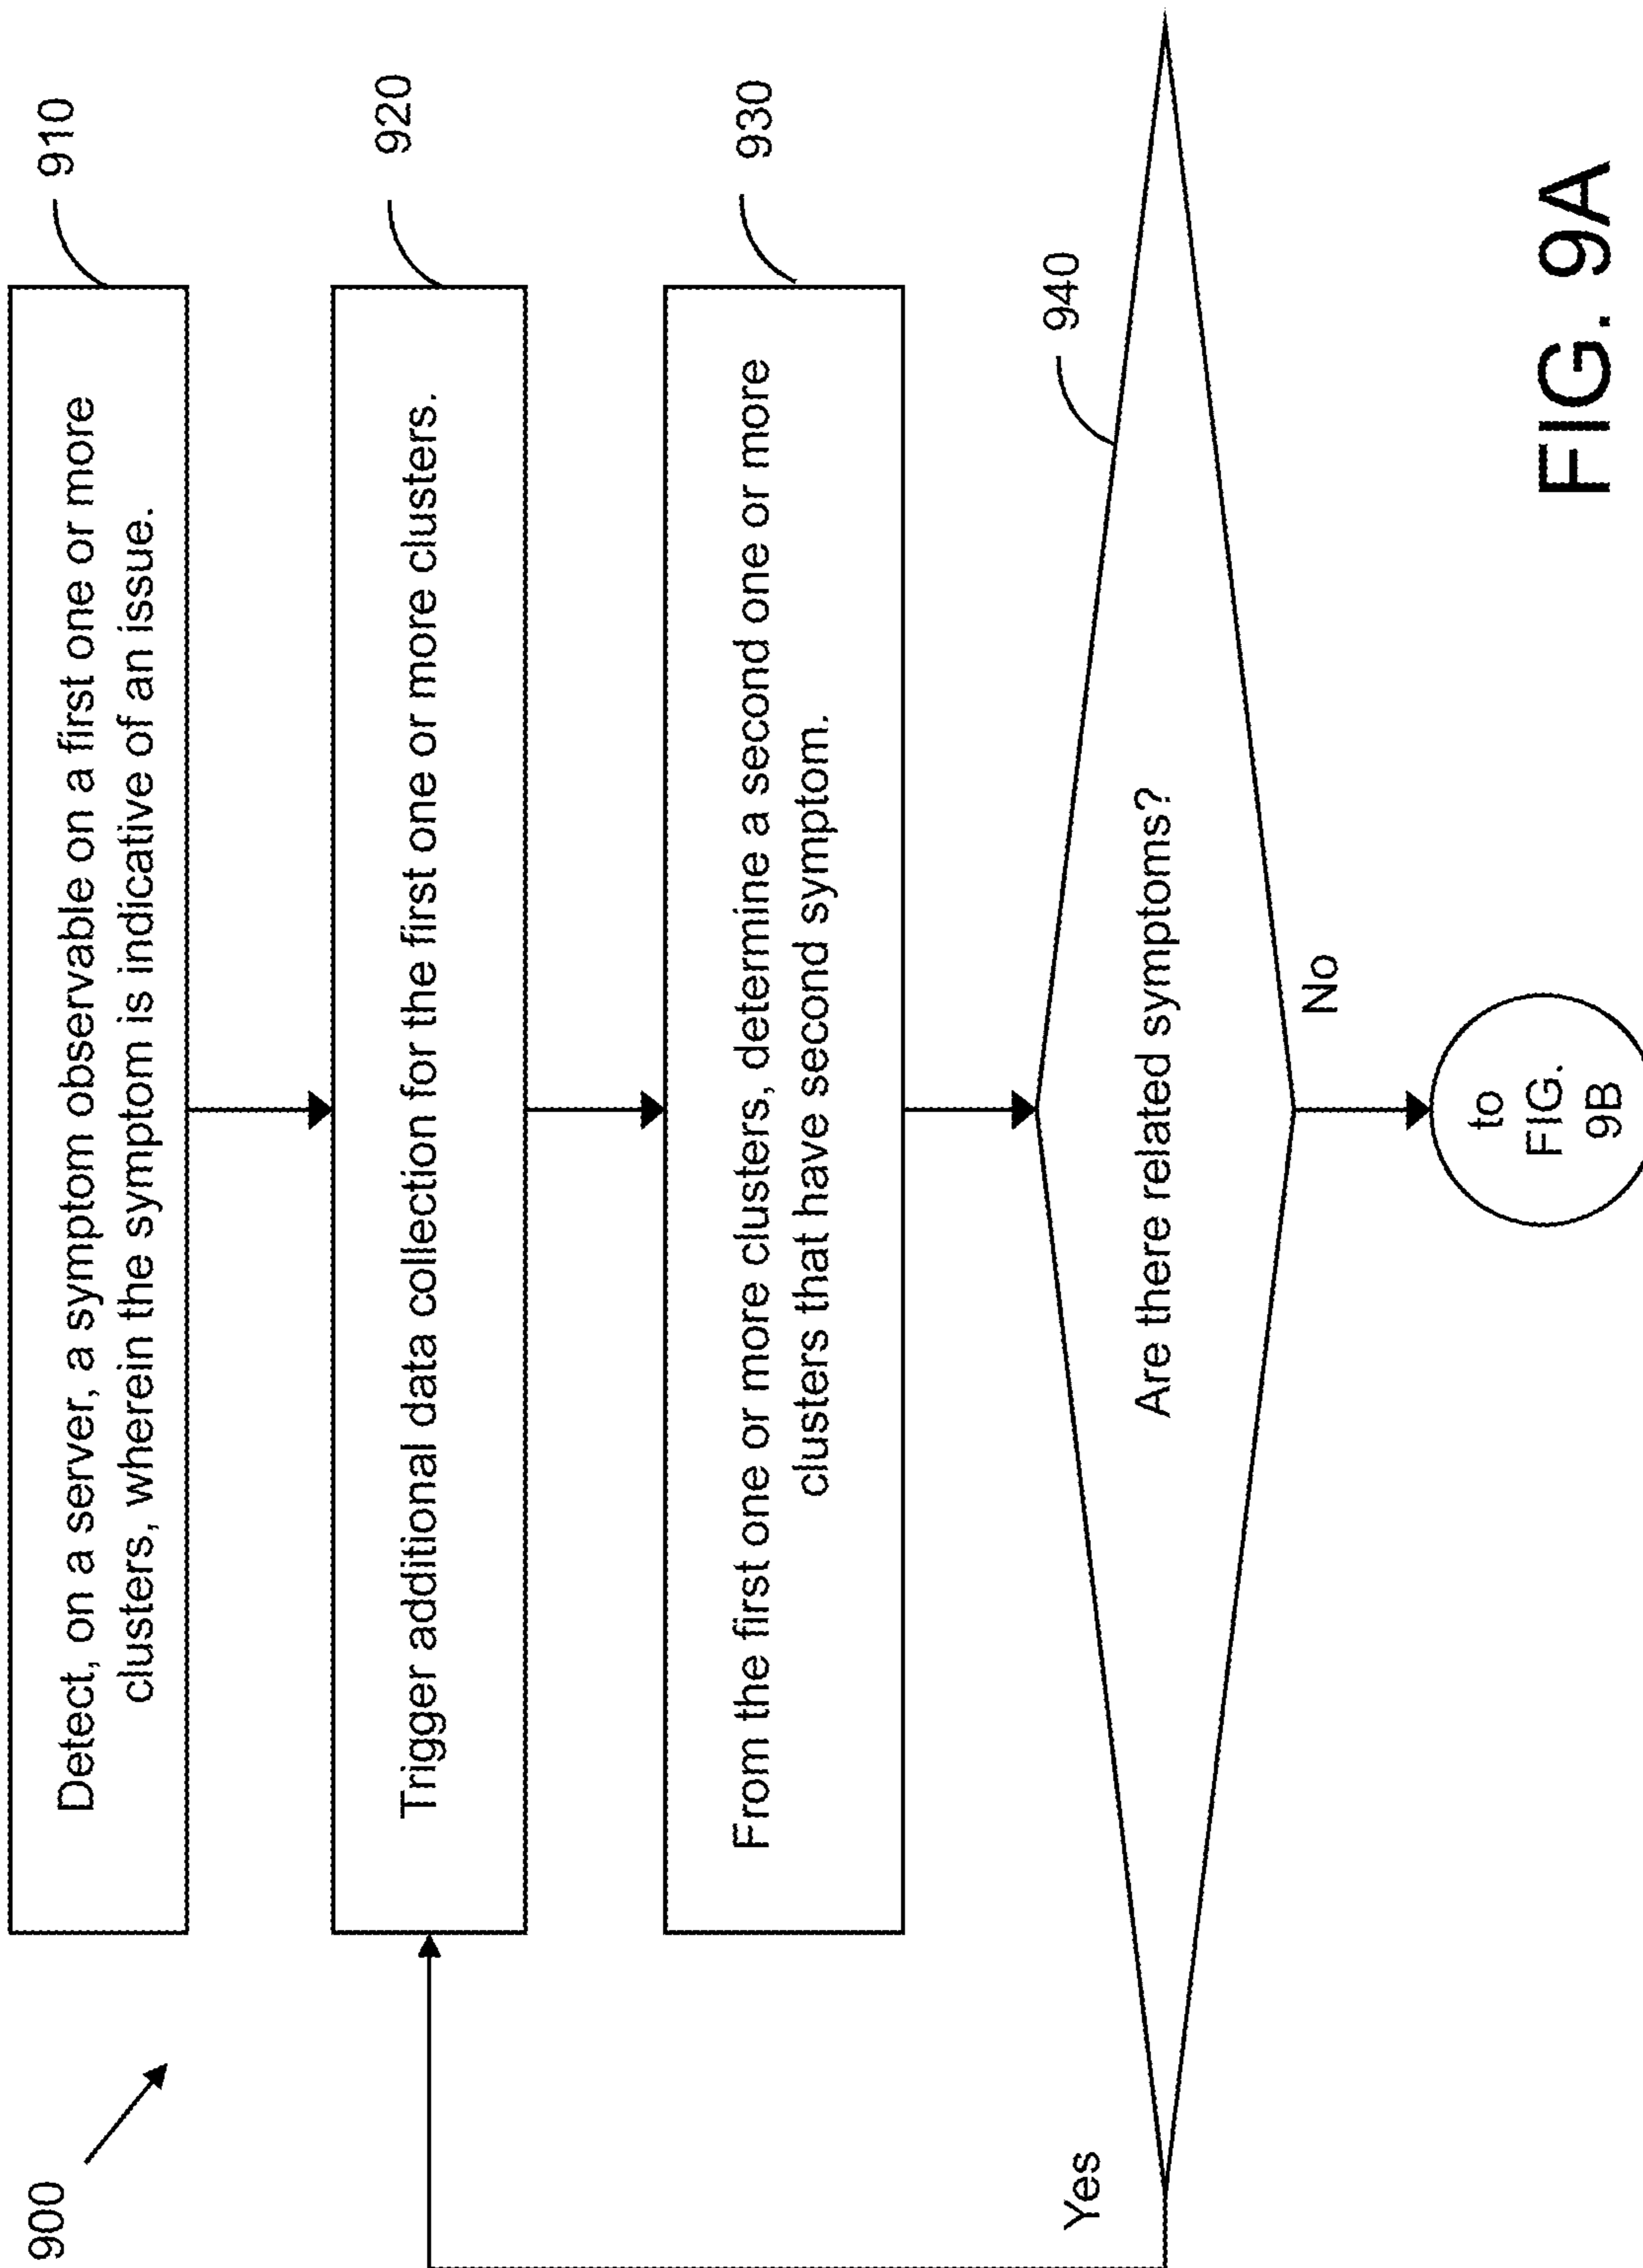 900
910
Detect, on a server, a symptom observable on a first one or more
clusters, wherein the symptom is indicative of an issue.
920
Trigger additional data collection for the first one or more clusters.
930
From the first one or more clusters, determine a second one or more
clusters that have second symptom.
940
Yes
Are there related symptoms?
No
to
FIG.
9B
FIG. 9A